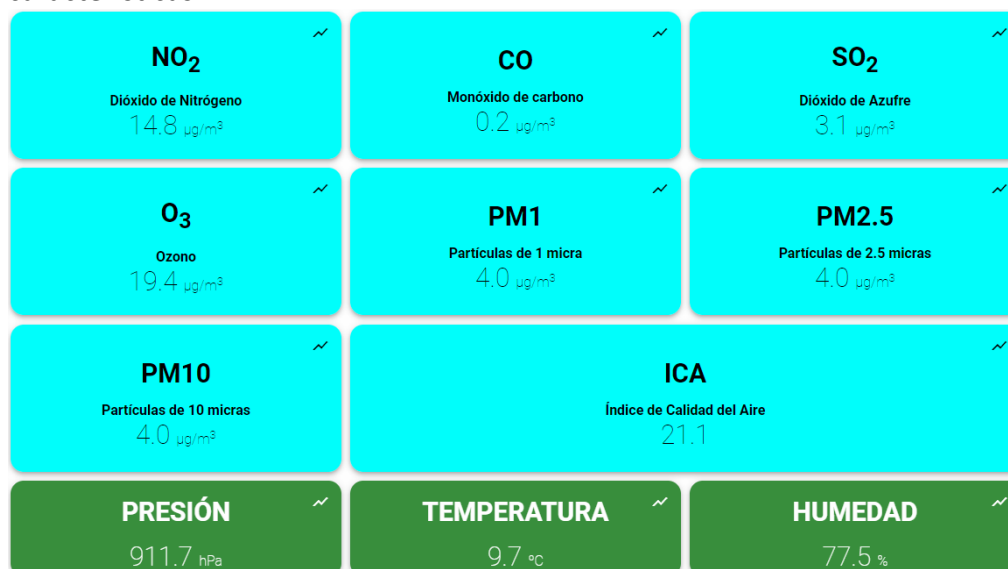 NO₂
Dióxido de Nitrógeno
14.8 µg/m³
CO
Monóxido de carbono
0.2 µg/m³
SO₂
Dióxido de Azufre
3.1 µg/m³
O₃
Ozono
19.4 µg/m³
PM1
Partículas de 1 micra
4.0 µg/m³
PM2.5
Partículas de 2.5 micras
4.0 µg/m³
PM10
Partículas de 10 micras
4.0 µg/m³
ICA
Índice de Calidad del Aire
21.1
PRESIÓN
911.7 hPa
TEMPERATURA
9.7 ºC
HUMEDAD
77.5 %